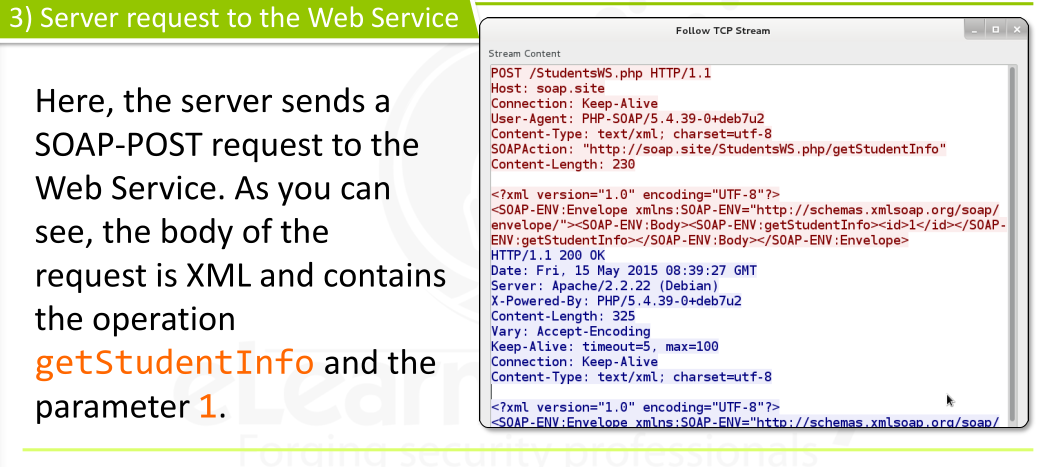 3) Server request to the Web Service
Here, the server sends a
SOAP-POST request to the
Web Service. As you can
see, the body of the
request is XML and contains
the operation
getStudentInfo and the
parameter 1.
Follow TCP Stream
Stream Content
POST /StudentsWS.php HTTP/1.1
Host: soap.site
Connection: Keep-Alive
User-Agent: PHP-SOAP/5.4.39-0+deb7u2
Content-Type: text/xml; charset=utf-8
SOAPAction: "http://soap.site/StudentsWS.php/getStudentInfo"
Content-Length: 230
<?xml version="1.0" encoding="UTF-8"?>
<SOAP-ENV:Envelope xmlns:SOAP-ENV="http://schemas.xmlsoap.org/soap/
envelope/"><SOAP-ENV:Body><SOAP-ENV:getStudentInfo><id>1</id></SOAP-
ENV:getStudentInfo></SOAP-ENV:Body></SOAP-ENV:Envelope>
HTTP/1.1 200 OK
Date: Fri, 15 May 2015 08:39:27 GMT
Server: Apache/2.2.22 (Debian)
X-Powered-By: PHP/5.4.39-0+deb7u2
Content-Length: 325
Vary: Accept-Encoding
Keep-Alive: timeout=5, max=100
Connection: Keep-Alive
Content-Type: text/xml; charset=utf-8
<?xml version="1.0" encoding="UTF-8"?>
<SOAP-ENV:Envelope xmlns:SOAP-ENV="http://schemas.xmlsoap.org/soap/
Forging security professionals